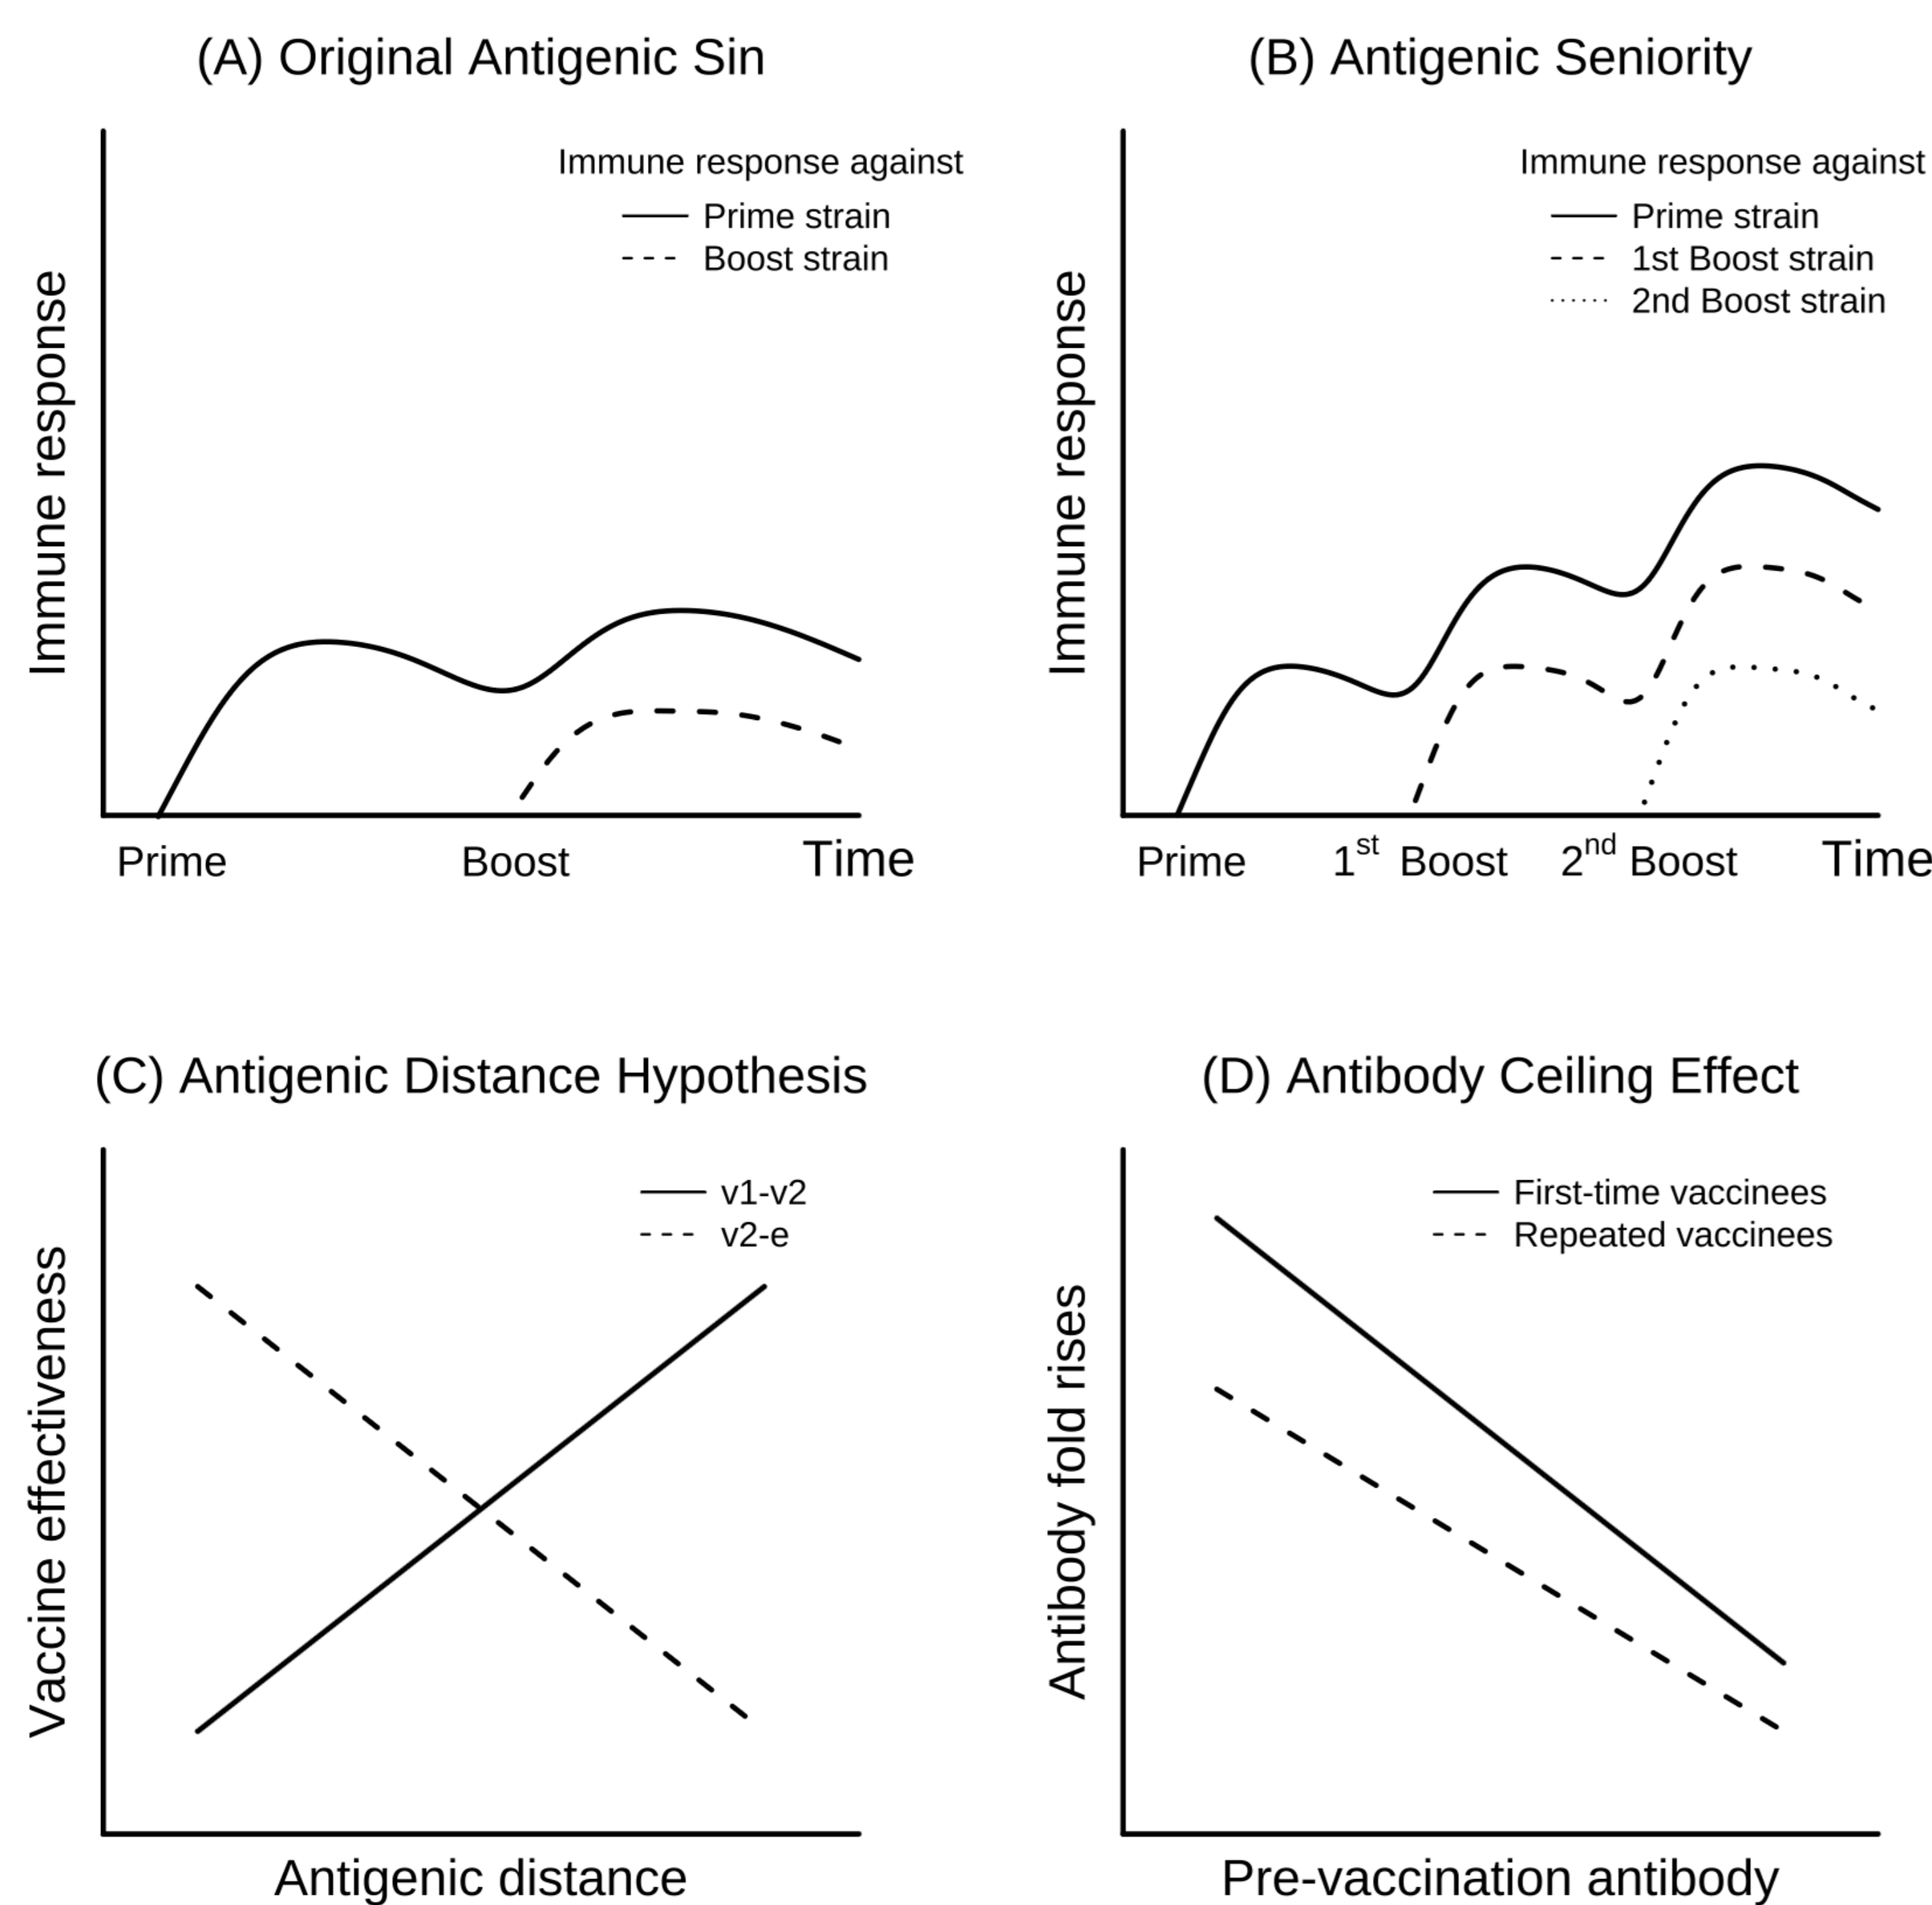 (A) Original Antigenic Sin
Immune response against
Prime strain
Boost strain
Immune response
Prime
Boost
Time
(B) Antigenic Seniority
Immune response against
Prime strain
1st Boost strain
2nd Boost strain
Immune response
Prime
1st Boost
2nd Boost
Time
(C) Antigenic Distance Hypothesis
v1-v2
v2-e
Vaccine effectiveness
Antigenic distance
(D) Antibody Ceiling Effect
First-time vaccinees
Repeated vaccinees
Antibody fold rises
Pre-vaccination antibody